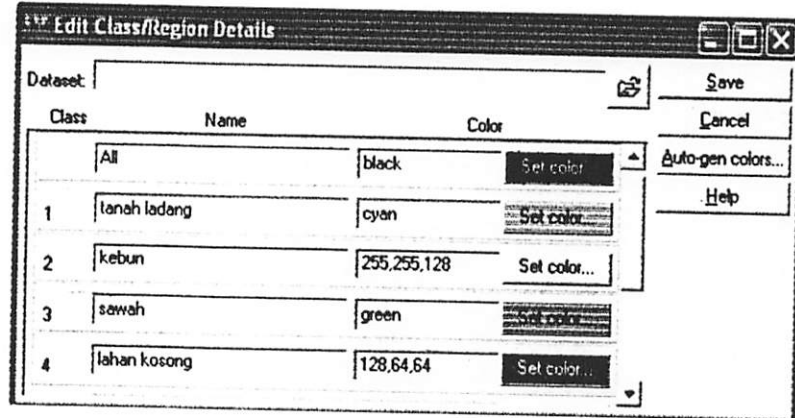 Edit Class/Region Details
Dataset: Save
Class Name Color Cancel
All black Set color... Auto-gen colors...
Help
1 tanah ladang cyan Set color...
2 kebun 255,255,128 Set color...
3 sawah green Set color...
4 lahan kosong 128,64,64 Set color...